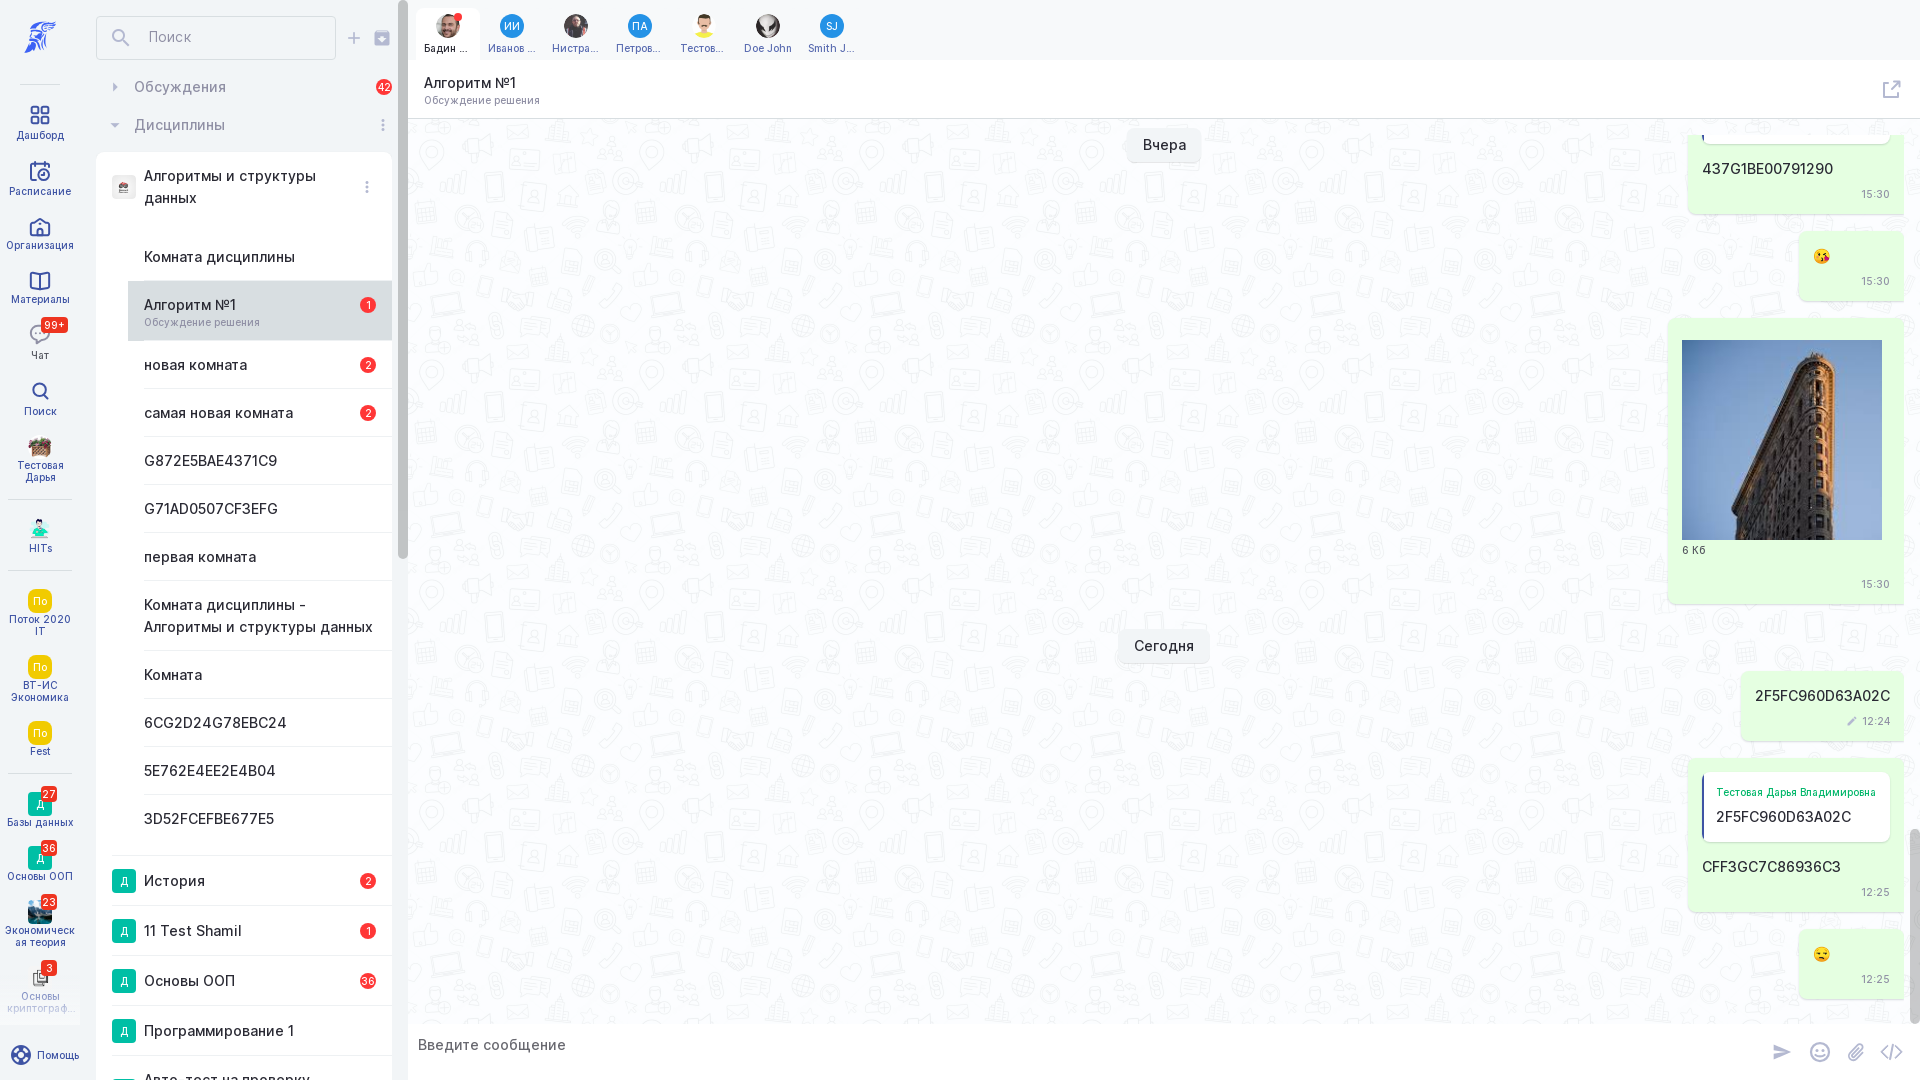 Дашборд
Расписание
Организация
Материалы
99+
Чат
Поиск
Тестовая
Дарья
HITs
По
Поток 2020
IT
По
ВТ-ИС
Экономика
По
Fest
27
Д
Базы данных
36
Д
Основы ООП
23
Экономическ
ая теория
3
Основы
криптограф...
Помощь
Поиск
Обсуждения
42
Дисциплины
Алгоритмы и структуры
данных
Комната дисциплины
Алгоритм №1
1
Обсуждение решения
новая комната
2
самая новая комната
2
G872E5BAE4371C9
G71AD0507CF3EFG
первая комната
Комната дисциплины -
Алгоритмы и структуры данных
Комната
6CG2D24G78EBC24
5E762E4EE2E4B04
3D52FCEFBE677E5
Д
История
2
Д
11 Test Shamil
1
Д
Основы ООП
36
Д
Программирование 1
Авто-тест на проверку
Бадин ...
ИИ
Иванов ...
Нистра...
ПА
Петров...
Тестов...
Doe John
SJ
Smith J...
Алгоритм №1
Обсуждение решения
Вчера
437G1BE00791290
15:30
15:30
6 Кб
15:30
Сегодня
2F5FC960D63A02C
12:24
Тестовая Дарья Владимировна
2F5FC960D63A02C
CFF3GC7C86936C3
12:25
12:25
Введите сообщение